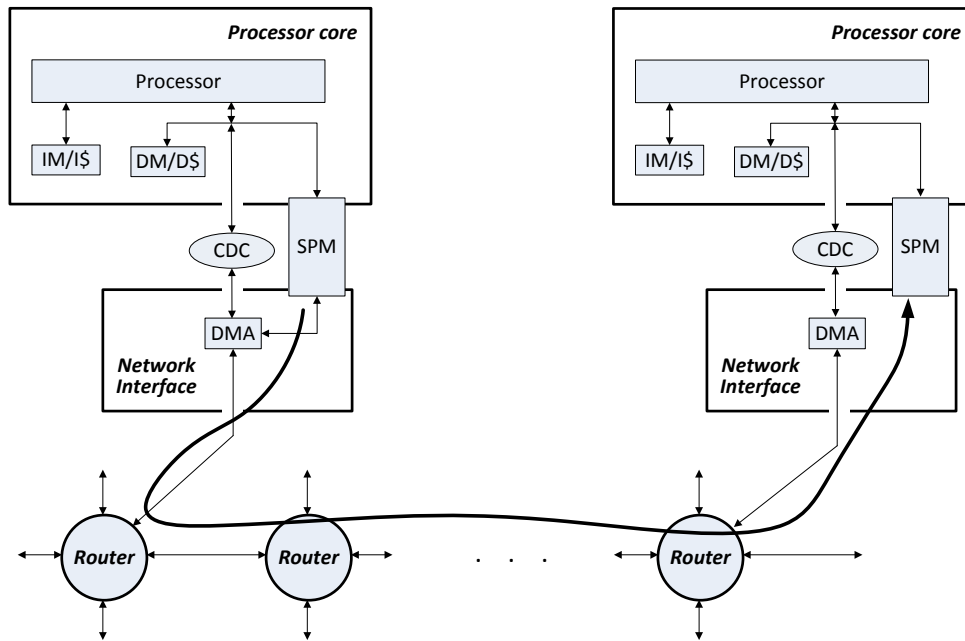 Processor core
Processor core
Processor
Processor
IM/I$
DM/D$
IM/I$
DM/D$
CDC
SPM
CDC
SPM
DMA
DMA
Network
Interface
Network
Interface
Router
Router
. . .
Router